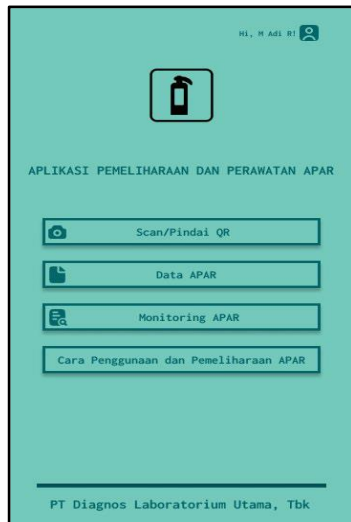 Hi, M Adi R!
APLIKASI PEMELIHARAAN DAN PERAWATAN APAR
Scan/Pindai QR
Data APAR
Monitoring APAR
Cara Penggunaan dan Pemeliharaan APAR
PT Diagnos Laboratorium Utama, Tbk